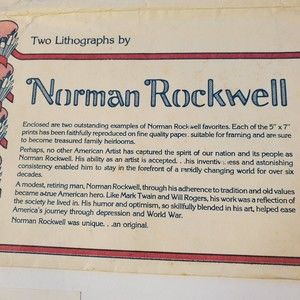 Two Lithographs by
Norman Rockwell
Enclosed are two outstanding examples of Norman Rockwell favorites. Each of the 5" x 7"
prints has been faithfully reproduced on fine quality paper, suitable for framing and are sure
to become treasured family heirlooms.
Perhaps, no other American Artist has captured the spirit of our nation and its people as
Norman Rockwell. His ability as an artist is accepted. . .his inventiveness and astonishing
consistency enabled him to stay in the forefront of a rapidly changing world for over six
decades.
A modest, retiring man, Norman Rockwell, through his adherence to tradition and old values
became a true American hero. Like Mark Twain and Will Rogers, his work was a reflection of
the society he lived in. His humor and optimism, so skillfully blended in his art, helped ease
America's journey through depression and World War.
Norman Rockwell was unique. . .an original.